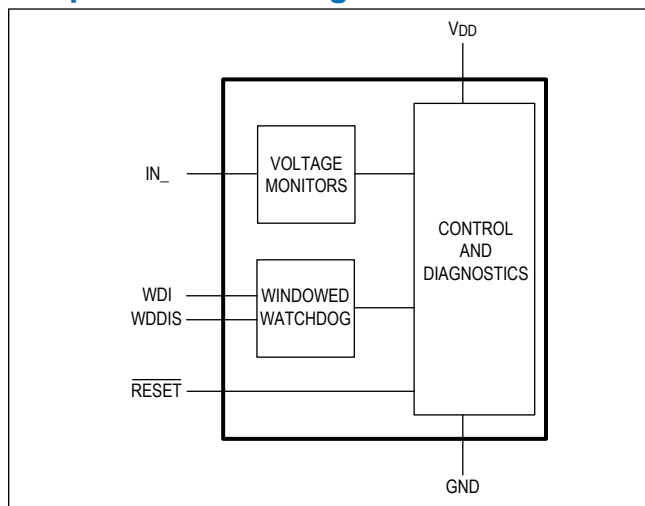 VDD
VOLTAGE
MONITORS
IN_
CONTROL
AND
DIAGNOSTICS
WDI
WDDIS
WINDOWED
WATCHDOG
RESET
GND